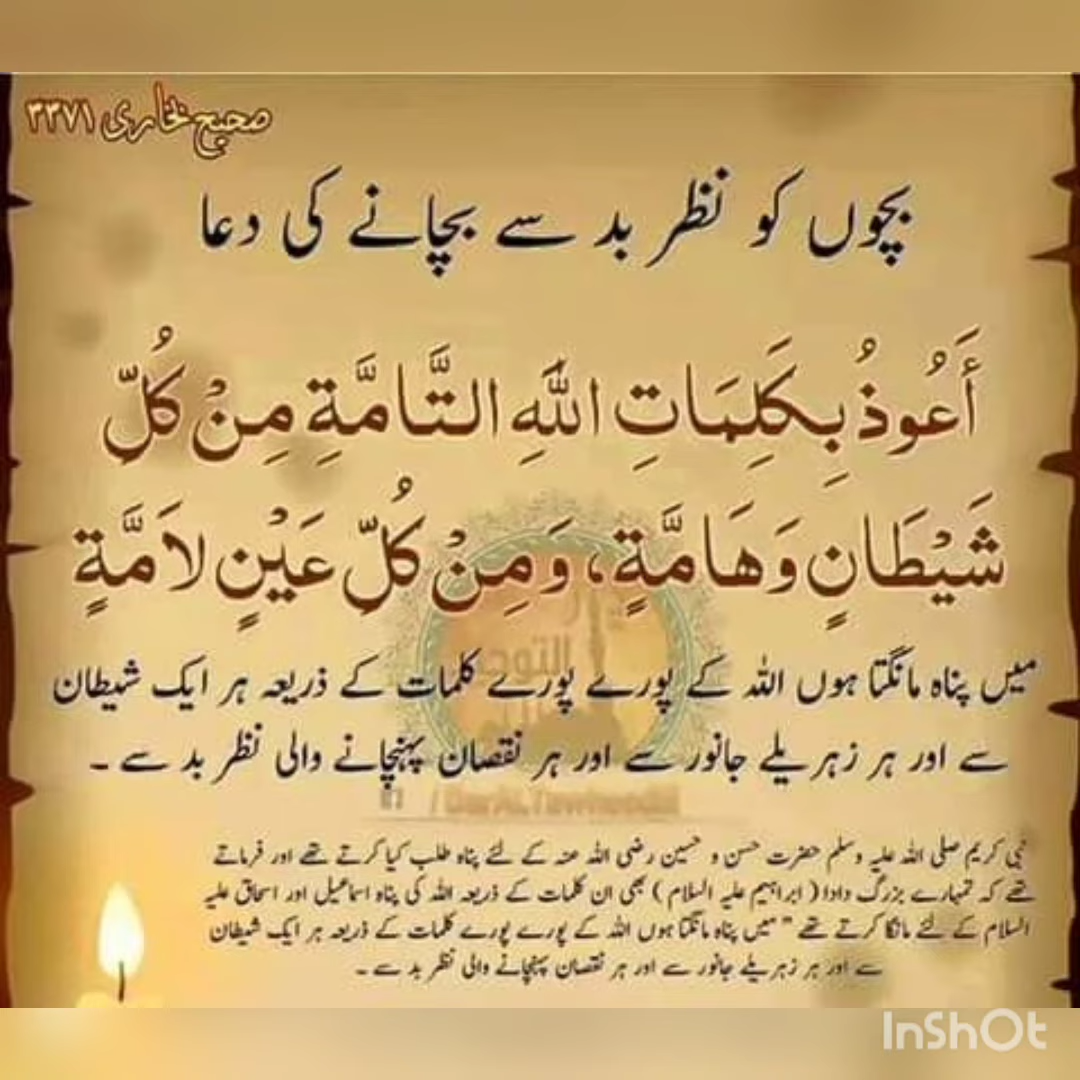 صحیح بخاری ۳۳۷۱
بچوں کو نظر بد سے بچانے کی دعا
أَعُوذُ بِكَلِمَاتِ اللَّهِ التَّامَّةِ مِنْ كُلِّ
شَيْطَانٍ وَهَامَّةٍ، وَمِنْ كُلِّ عَيْنٍ لَامَّةٍ
میں پناہ مانگتا ہوں اللہ کے پورے پورے کلمات کے ذریعہ ہر ایک شیطان
سے اور ہر زہریلے جانور سے اور ہر نقصان پہنچانے والی نظر بد سے ۔
نبی کریم صلی اللہ علیہ وسلم حضرت حسن و حسین رضی اللہ عنہ کے لئے پناہ طلب کیا کرتے تھے اور فرماتے
تھے کہ تمہارے بزرگ دادا ( ابراہیم علیہ السلام ) بھی ان کلمات کے ذریعہ اللہ کی پناہ اسماعیل اور اسحاق علیہ
السلام کے لئے مانگا کرتے تھے " میں پناہ مانگتا ہوں اللہ کے پورے پورے کلمات کے ذریعہ ہر ایک شیطان
سے اور ہر زہریلے جانور سے اور ہر نقصان پہنچانے والی نظر بد سے ۔
InShOt